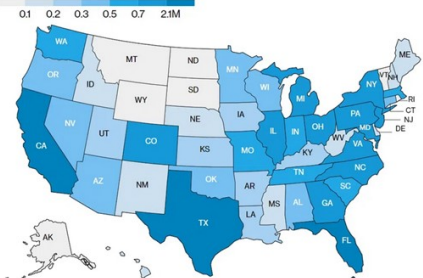 0.1 0.2 0.3 0.5 0.7 2.1M
WA
ME
MT
ND
VT
NH
OR
MN
ID
WI
NY
SD
MI
WY
RI
IA
PA
CT
NE
NJ
NV
OH
IL
IN
MD
DE
UT
CO
WV
CA
KS
MO
VA
KY
NC
TN
AZ
OK
NM
AR
SC
MS
AL
GA
TX
LA
AK
FL